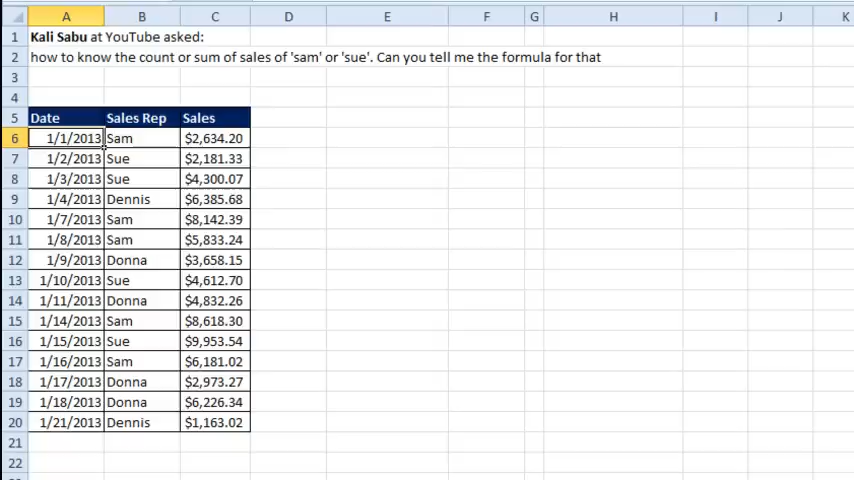 A B C D E F G H I J K
1 Kali Sabu at YouTube asked:
2 how to know the count or sum of sales of 'sam' or 'sue'. Can you tell me the formula for that
3
4
5 Date Sales Rep Sales
6 1/1/2013 Sam $2,634.20
7 1/2/2013 Sue $2,181.33
8 1/3/2013 Sue $4,300.07
9 1/4/2013 Dennis $6,385.68
10 1/7/2013 Sam $8,142.39
11 1/8/2013 Sam $5,833.24
12 1/9/2013 Donna $3,658.15
13 1/10/2013 Sue $4,612.70
14 1/11/2013 Donna $4,832.26
15 1/14/2013 Sam $8,618.30
16 1/15/2013 Sue $9,953.54
17 1/16/2013 Sam $6,181.02
18 1/17/2013 Donna $2,973.27
19 1/18/2013 Donna $6,226.34
20 1/21/2013 Dennis $1,163.02
21
22